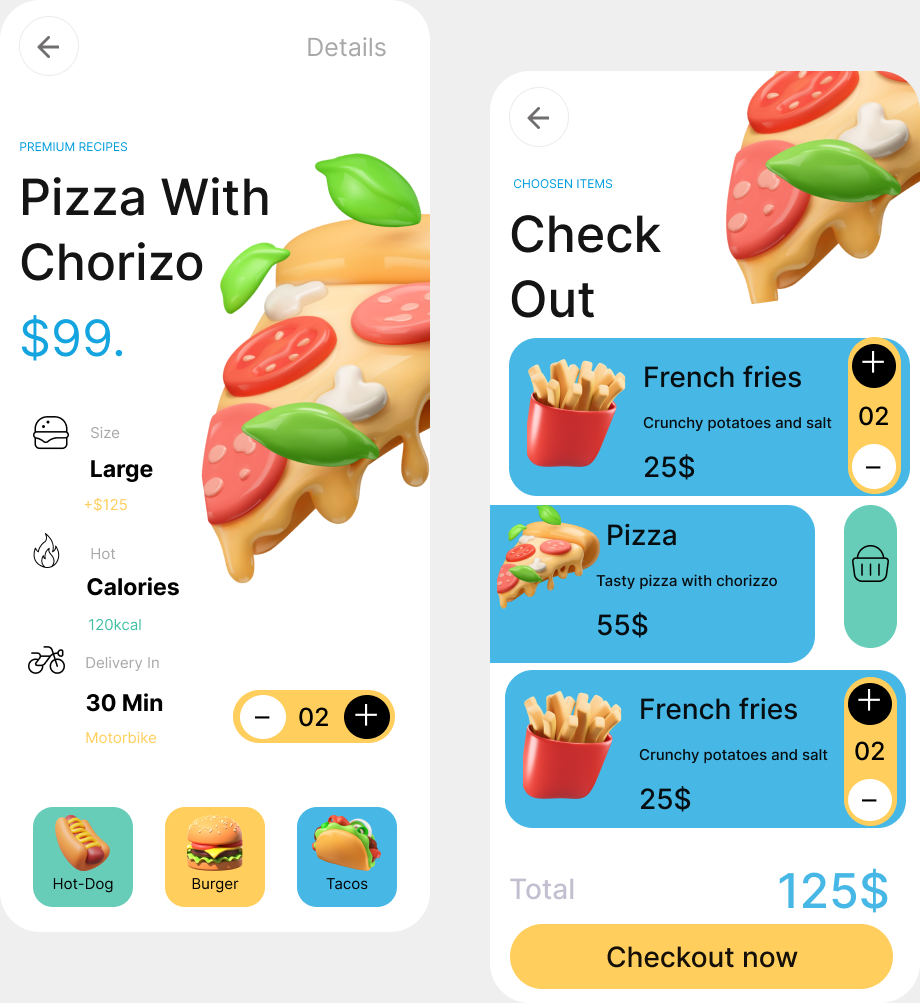 Details
PREMIUM RECIPES
Pizza With
Chorizo
$99.
Size
Large
+$125
Hot
Calories
120kcal
Delivery In
30 Min
Motorbike
02
Hot-Dog
Burger
Tacos
CHOOSEN ITEMS
Check
Out
French fries
Crunchy potatoes and salt
25$
02
Pizza
Tasty pizza with chorizzo
55$
French fries
Crunchy potatoes and salt
25$
02
Total
125$
Checkout now